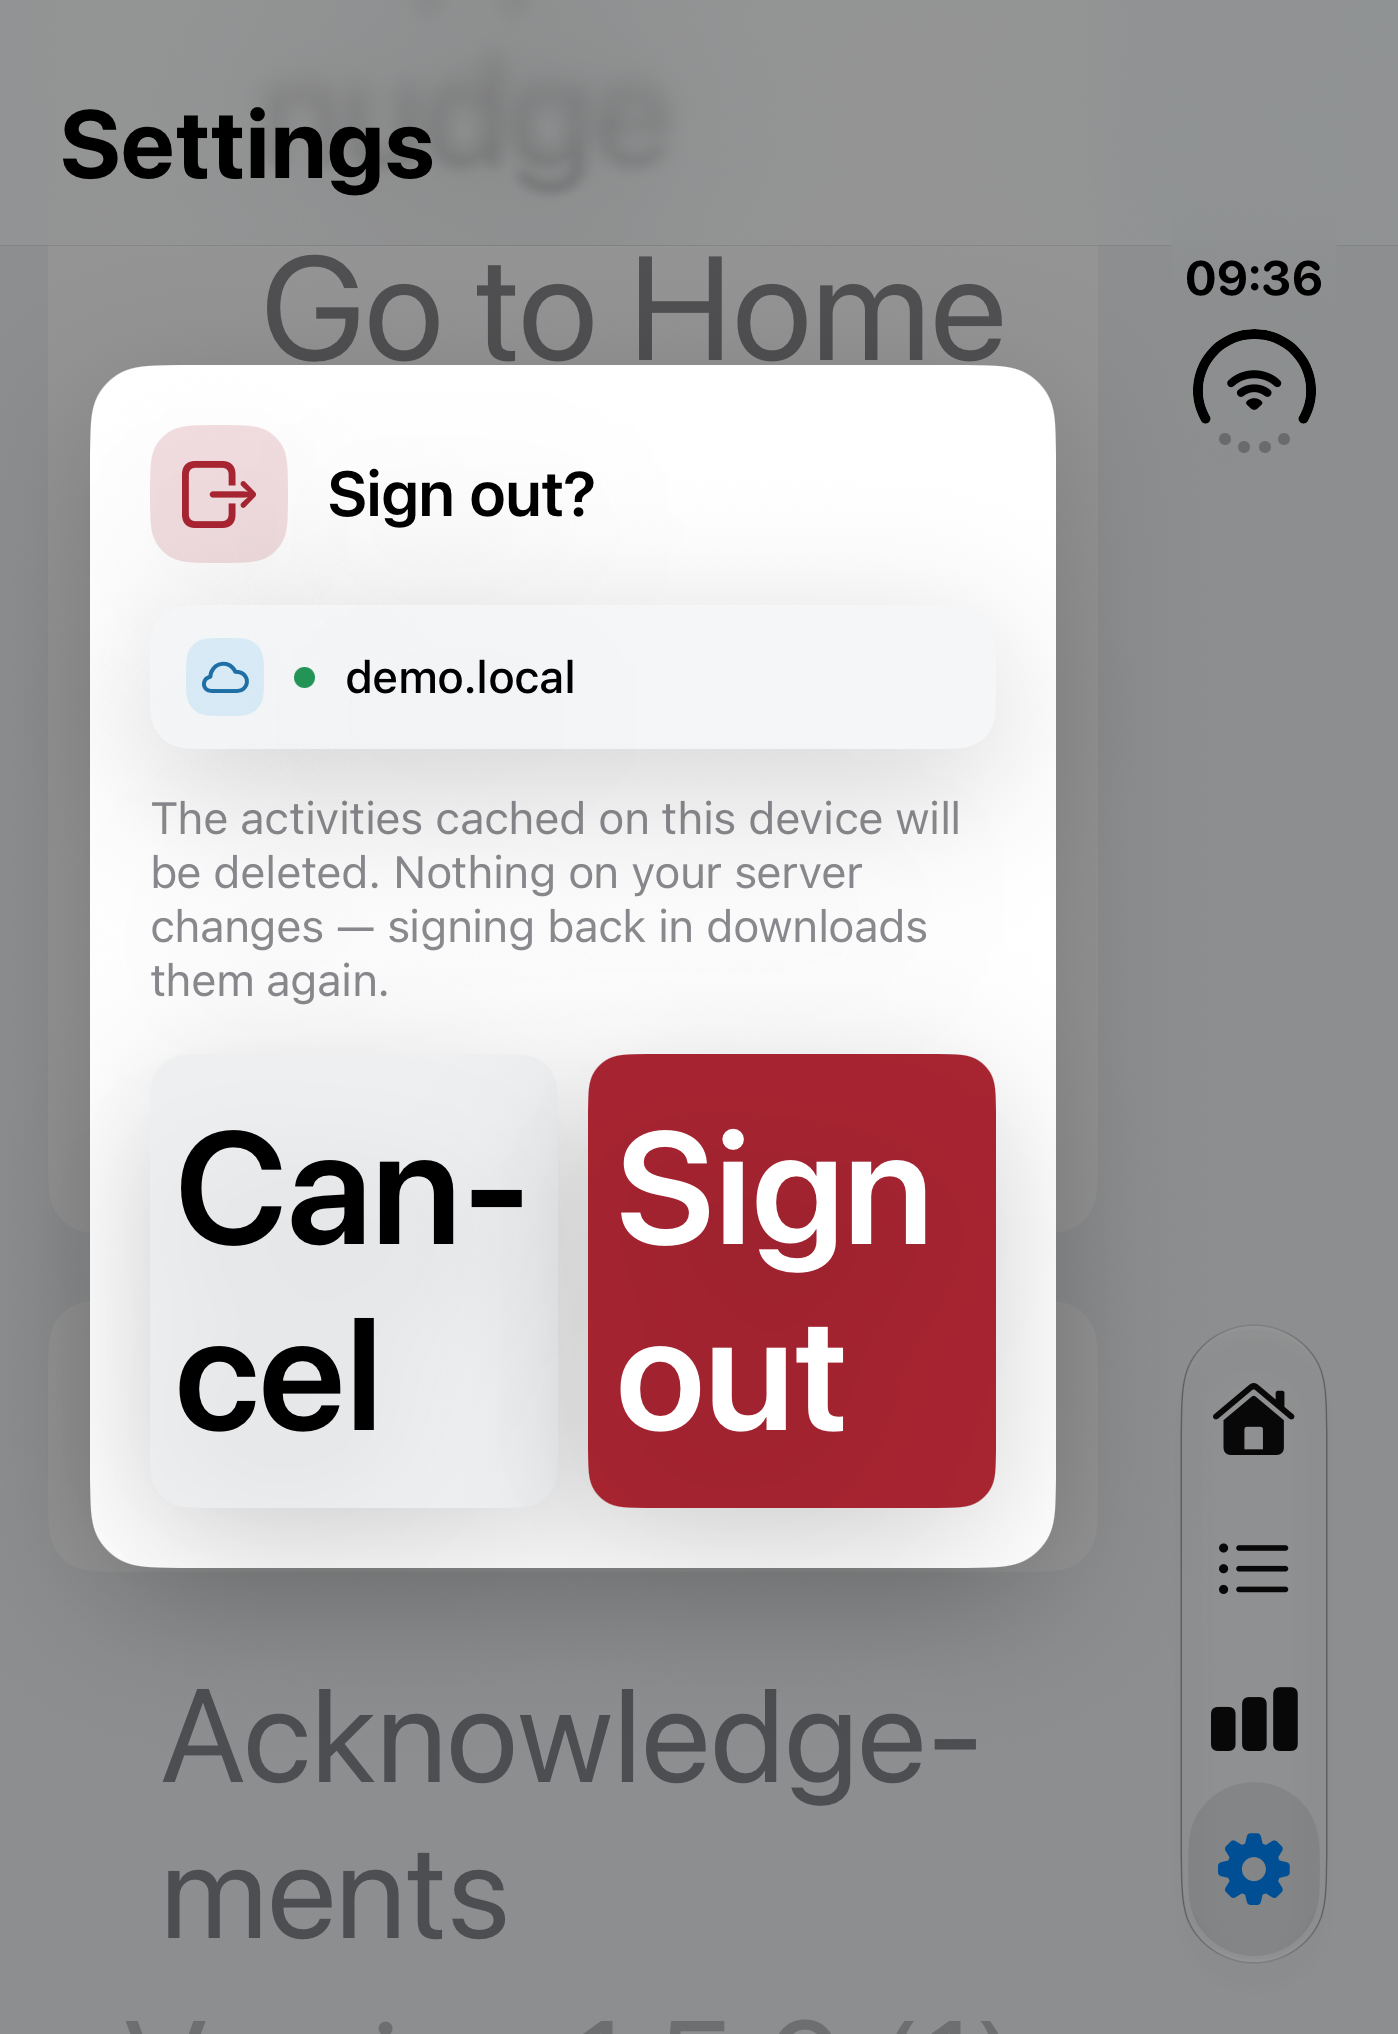 nudge
Settings
09:36
Go to Home
Sign out?
demo.local
The activities cached on this device will
be deleted. Nothing on your server
changes — signing back in downloads
them again.
Can-
cel
Sign
out
Acknowledge-
ments